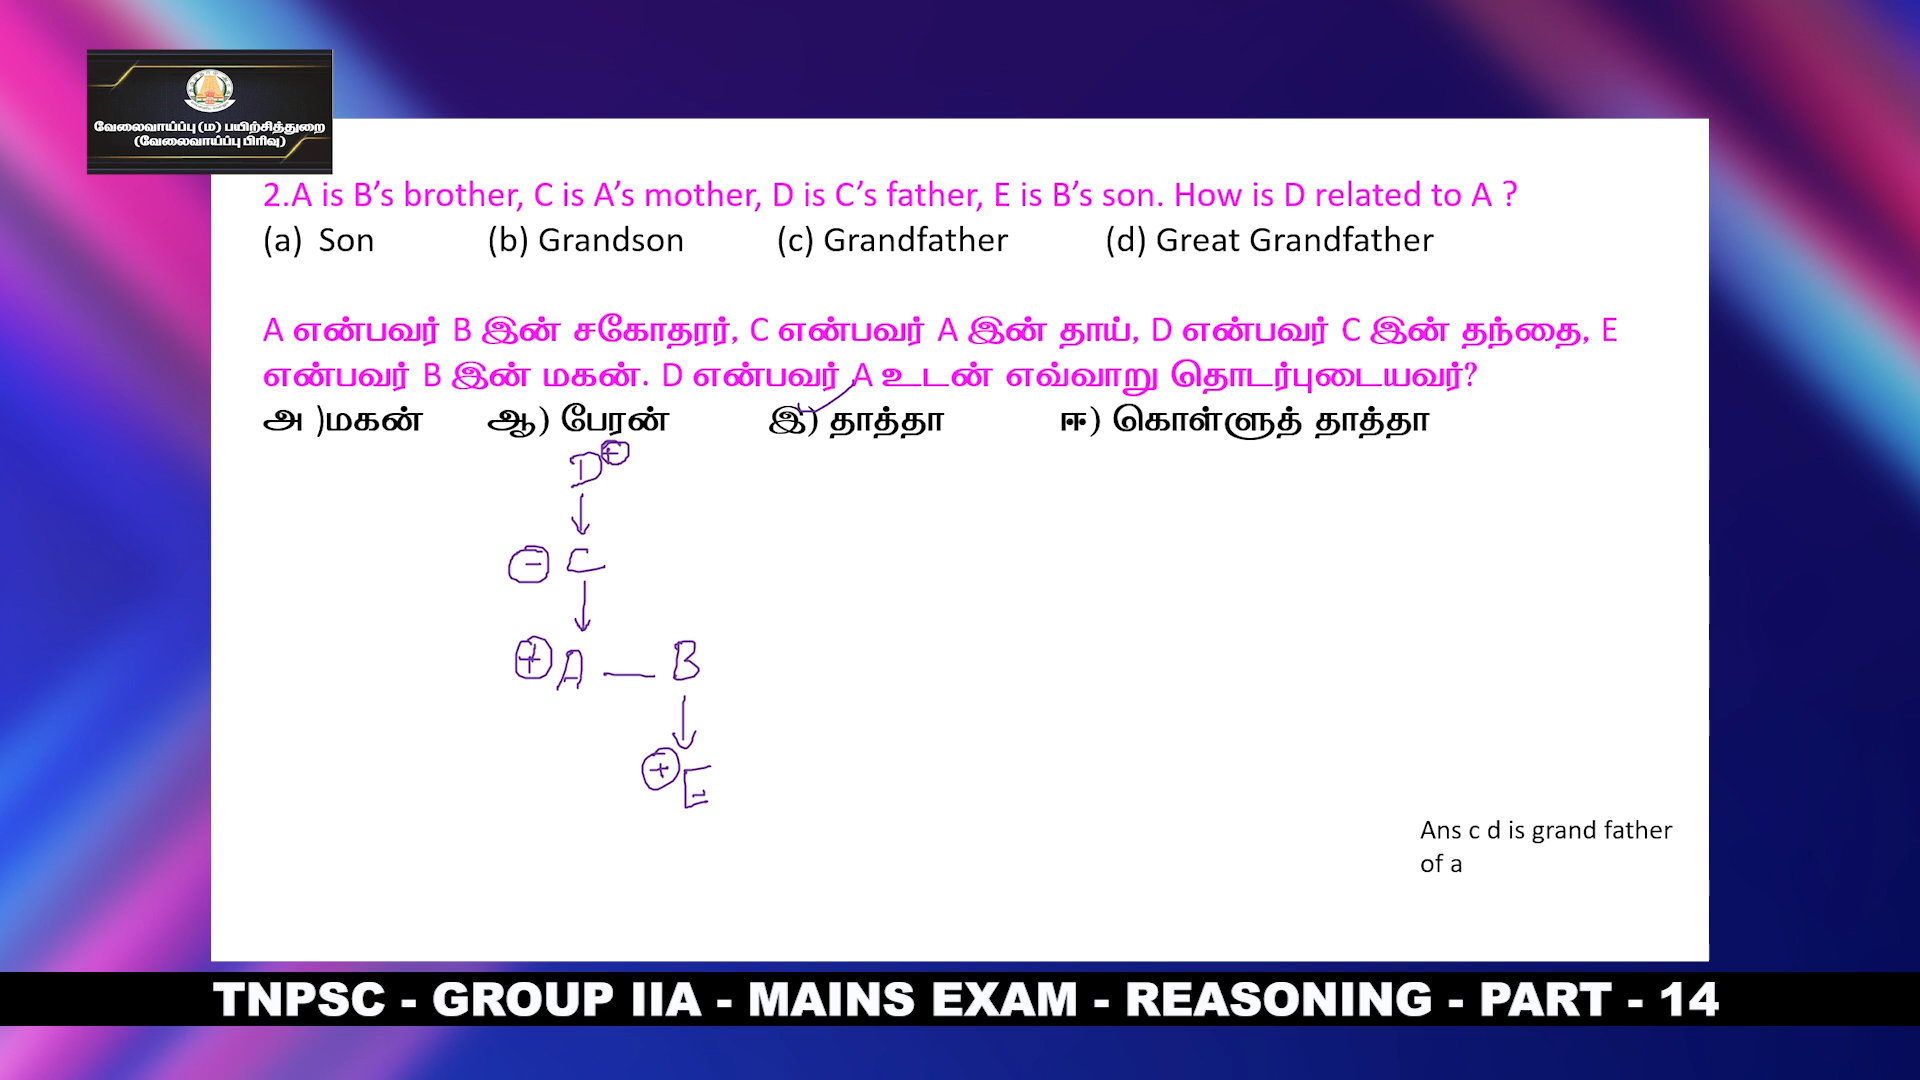 வேலைவாய்ப்பு (ம) பயிற்சித்துறை
(வேலைவாய்ப்பு பிரிவு)
2.A is B’s brother, C is A’s mother, D is C’s father, E is B’s son. How is D related to A ?
(a) Son (b) Grandson (c) Grandfather (d) Great Grandfather
A என்பவர் B இன் சகோதரர், C என்பவர் A இன் தாய், D என்பவர் C இன் தந்தை, E
என்பவர் B இன் மகன். D என்பவர் A உடன் எவ்வாறு தொடர்புடையவர்?
அ )மகன் ஆ) பேரன் இ) தாத்தா ஈ) கொள்ளுத் தாத்தா
D +
- C
+ A — B
+ E
Ans c d is grand father
of a
TNPSC - GROUP IIA - MAINS EXAM - REASONING - PART - 14